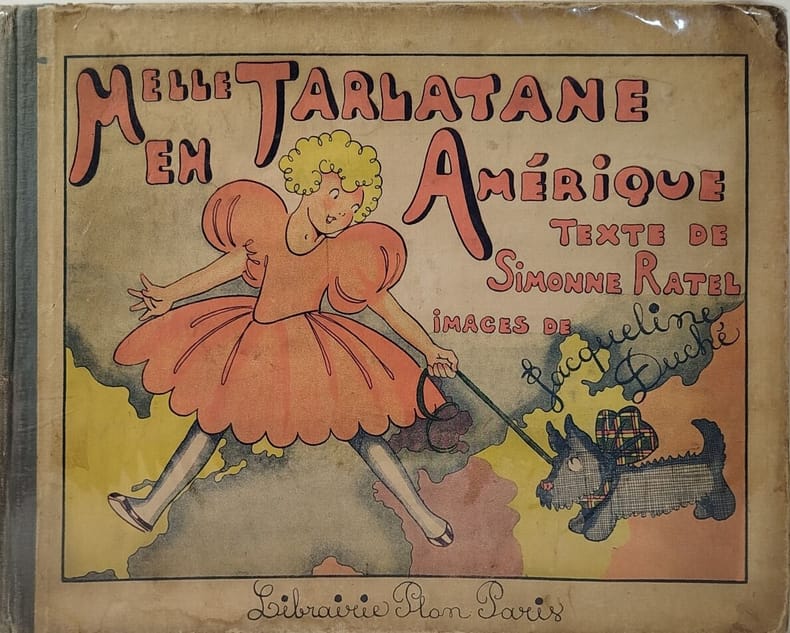 MELLE TARLATANE
EN AMÉRIQUE
TEXTE DE
SIMONNE RATEL
iMAGES DE
Jacqueline
Duché
Librairie Plon Paris